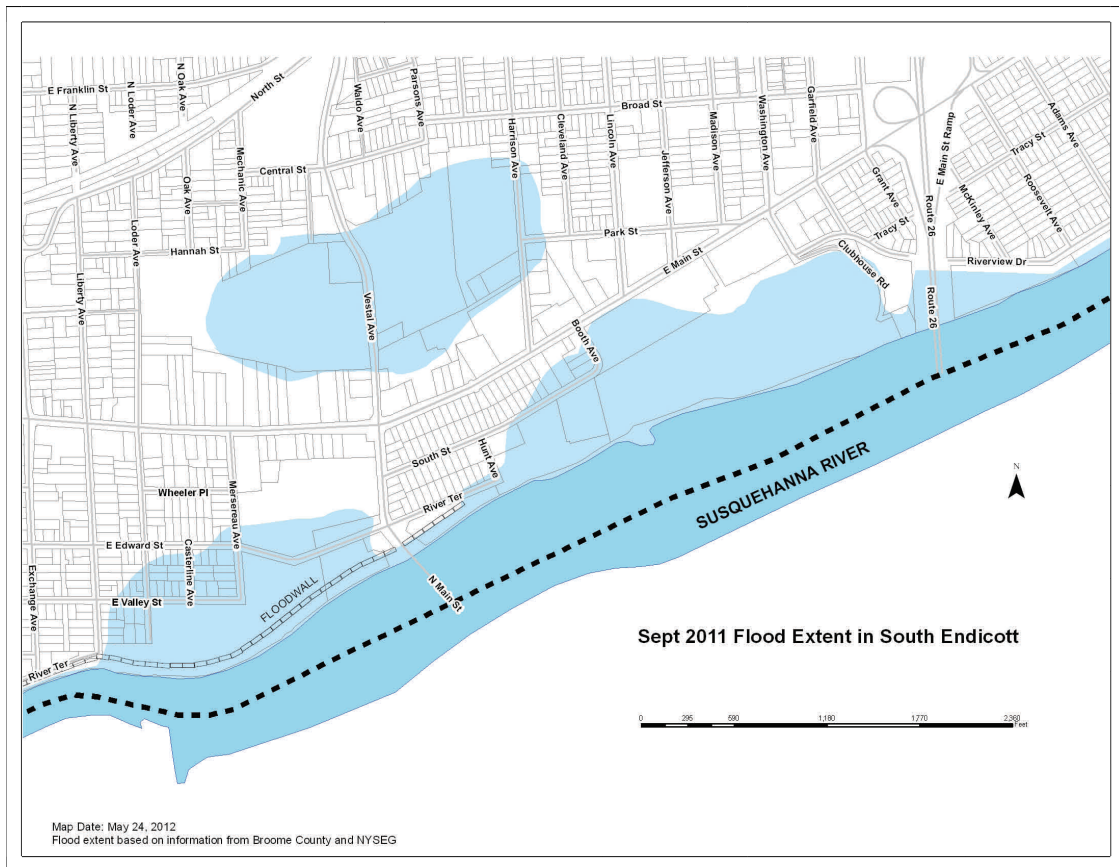 E Franklin St
N Liberty Ave
N Loder Ave
N Oak Ave
North St
Waldo Ave
Parsons Ave
Broad St
Harrison Ave
Cleveland Ave
Lincoln Ave
Jefferson Ave
Madison Ave
Washington Ave
Garfield Ave
E Main St Ramp
Adams Ave
Tracy St
Roosevelt Ave
McKinley Ave
Grant Ave
Tracy St
Route 26
Riverview Dr
Clubhouse Rd
Route 26
Mechanic Ave
Central St
Oak Ave
Loder Ave
Hannah St
Liberty Ave
Vestal Ave
Park St
E Main St
Booth Ave
South St
Hunt Ave
River Ter
Wheeler Pl
Mersereau Ave
E Edward St
Casterline Ave
Exchange Ave
E Valley St
FLOODWALL
N Main St
River Ter
SUSQUEHANNA RIVER
N
Sept 2011 Flood Extent in South Endicott
0 295 590 1,180 1,770 2,360
Feet
Map Date: May 24, 2012
Flood extent based on information from Broome County and NYSEG